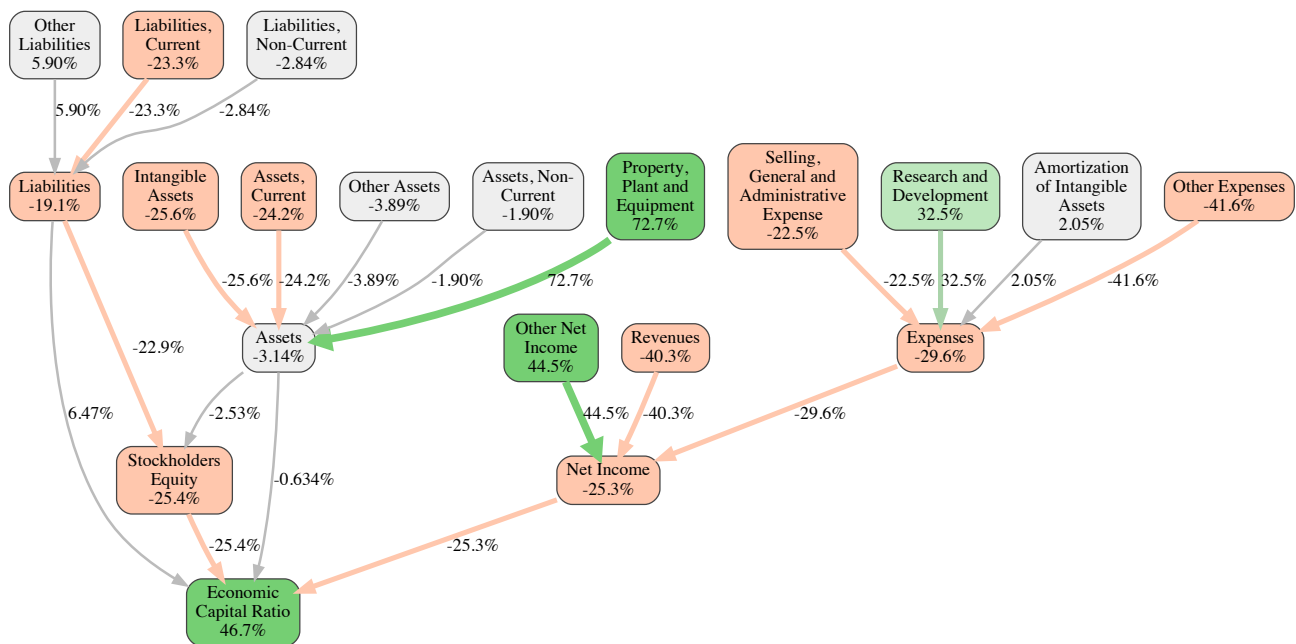 Other
Liabilities
5.90%
Liabilities,
Current
-23.3%
Liabilities,
Non-Current
-2.84%
5.90%
-23.3%
-2.84%
Liabilities
-19.1%
Intangible
Assets
-25.6%
Assets,
Current
-24.2%
Other Assets
-3.89%
Assets, Non-
Current
-1.90%
Property,
Plant and
Equipment
72.7%
Selling,
General and
Administrative
Expense
-22.5%
Research and
Development
32.5%
Amortization
of Intangible
Assets
2.05%
Other Expenses
-41.6%
-25.6%
-24.2%
-3.89%
-1.90%
72.7%
-22.5%
32.5%
2.05%
-41.6%
Assets
-3.14%
Other Net
Income
44.5%
Revenues
-40.3%
Expenses
-29.6%
-22.9%
6.47%
-2.53%
44.5%
-40.3%
-29.6%
Stockholders
Equity
-25.4%
-0.634%
Net Income
-25.3%
-25.4%
-25.3%
Economic
Capital Ratio
46.7%